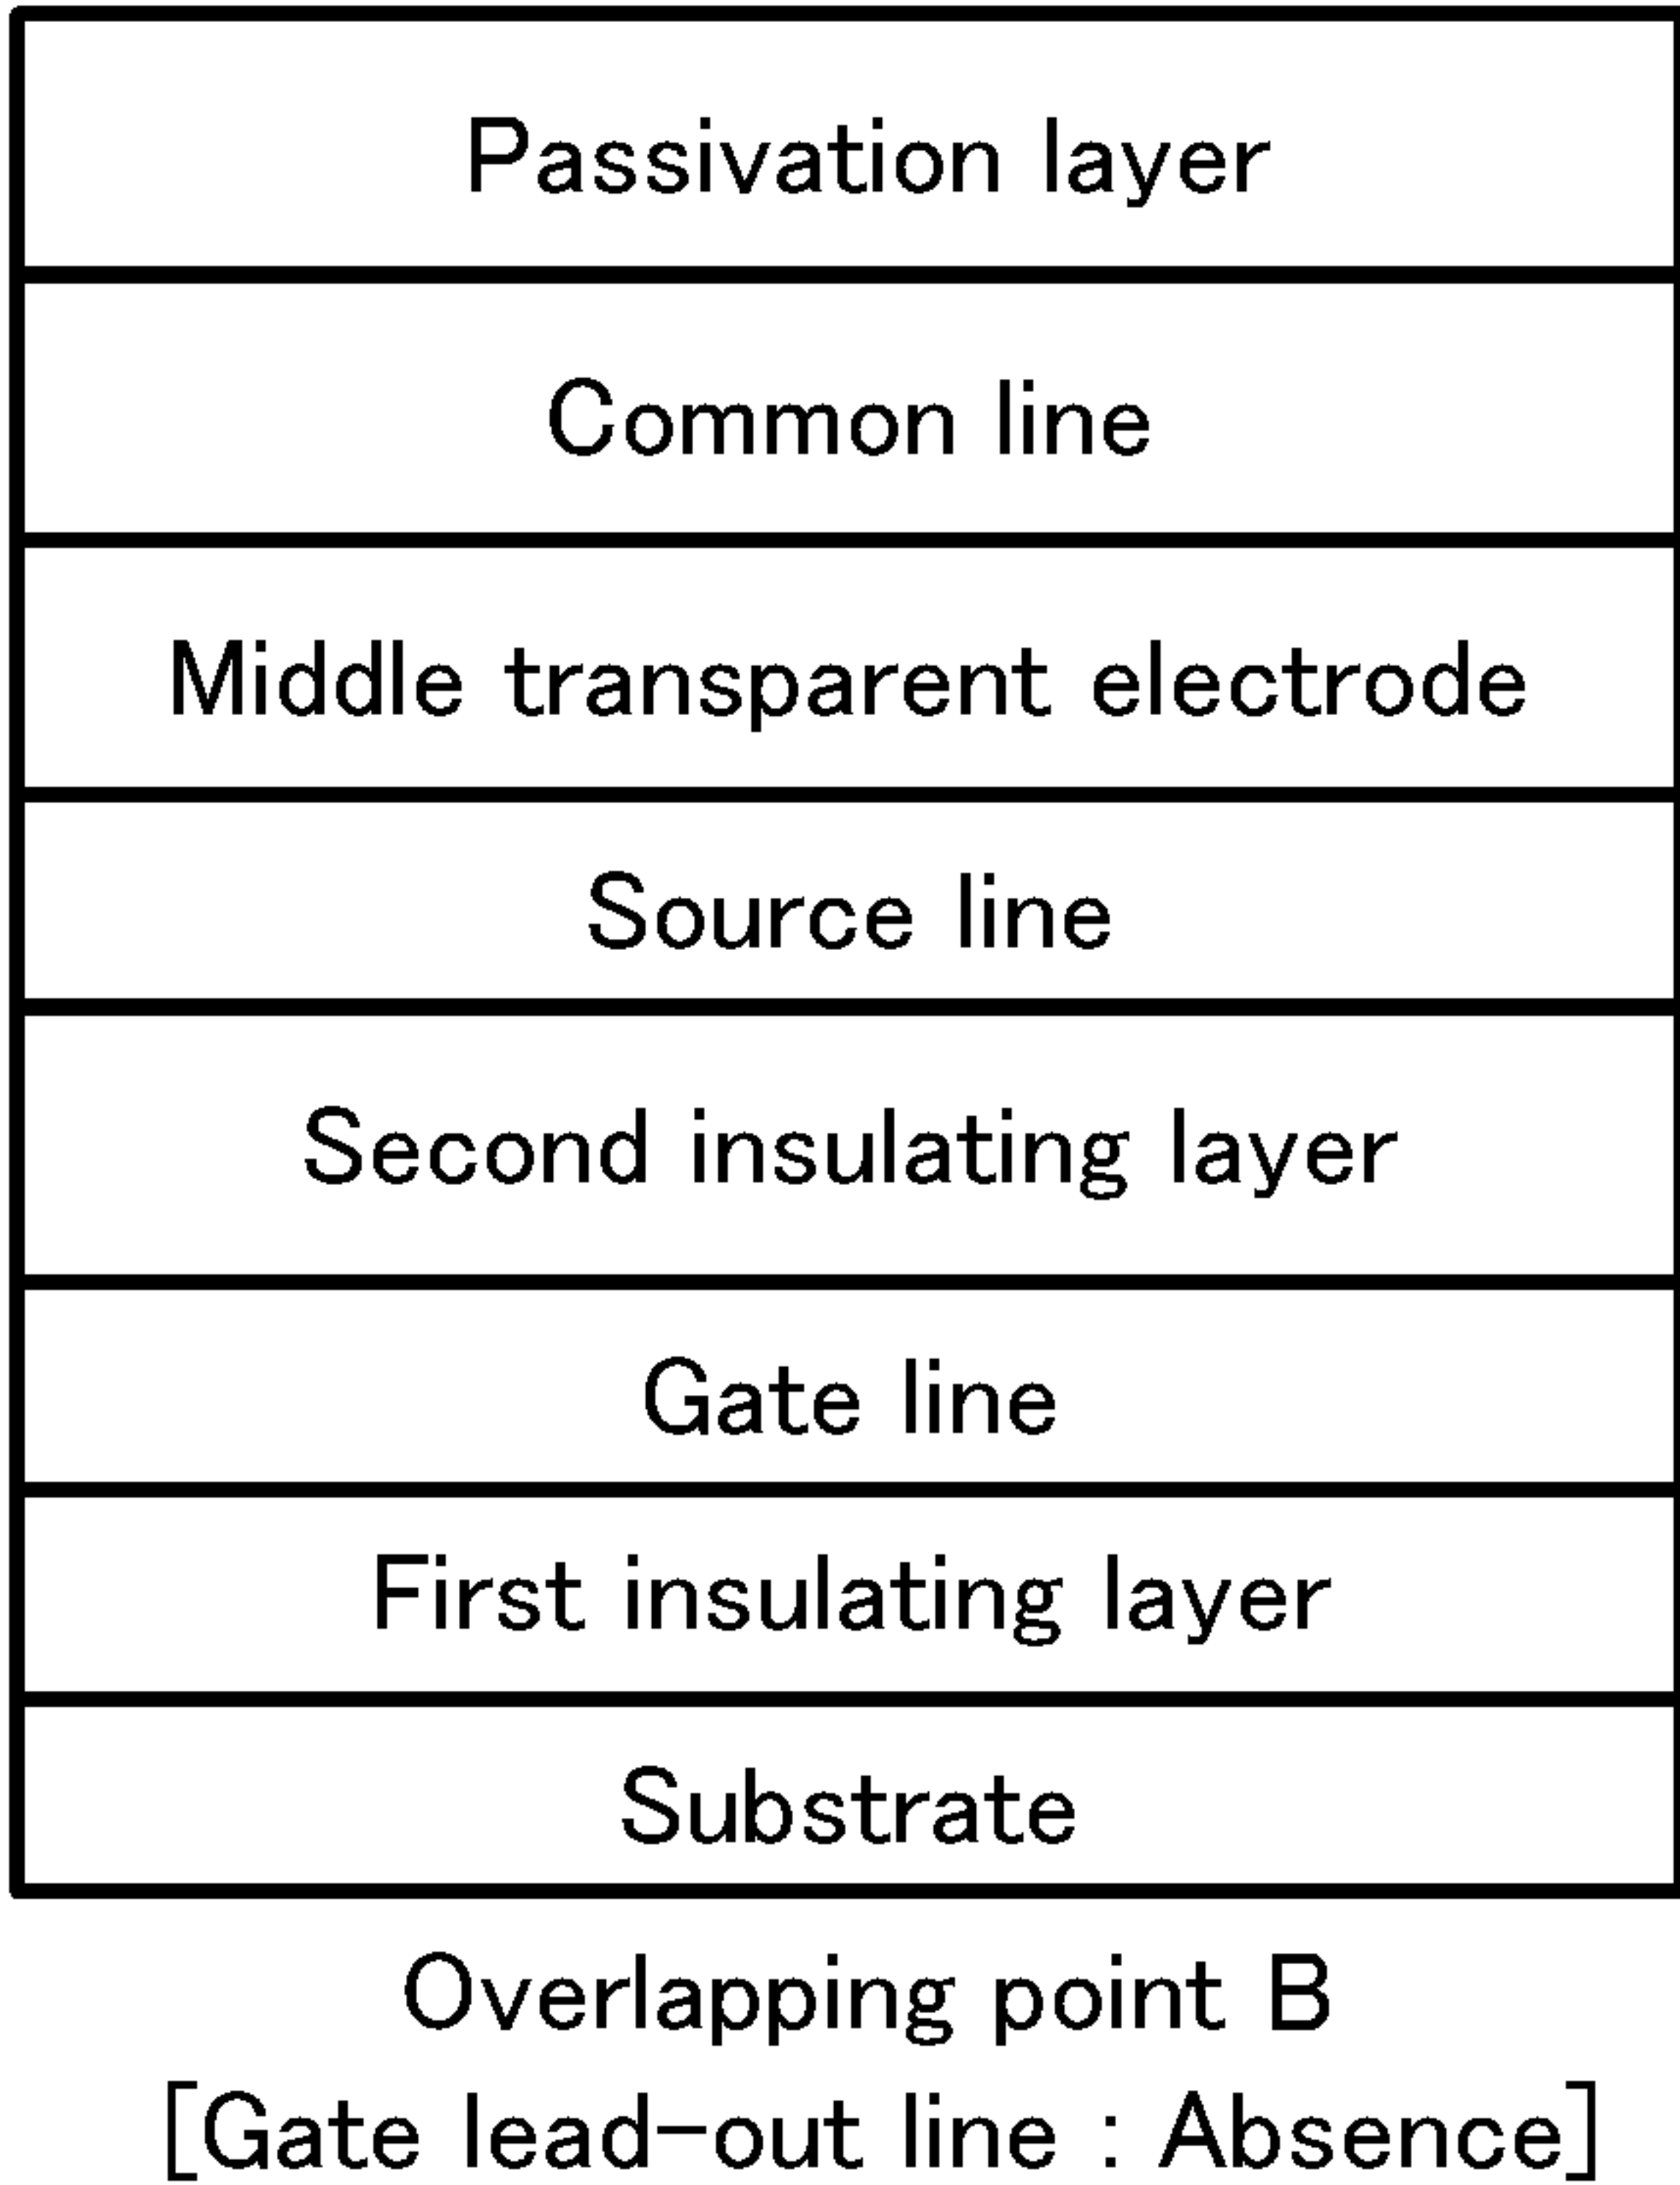 Passivation layer
Common line
Middle transparent electrode
Source line
Second insulating layer
Gate line
First insulating layer
Substrate
Overlapping point B
[Gate lead-out line : Absence]